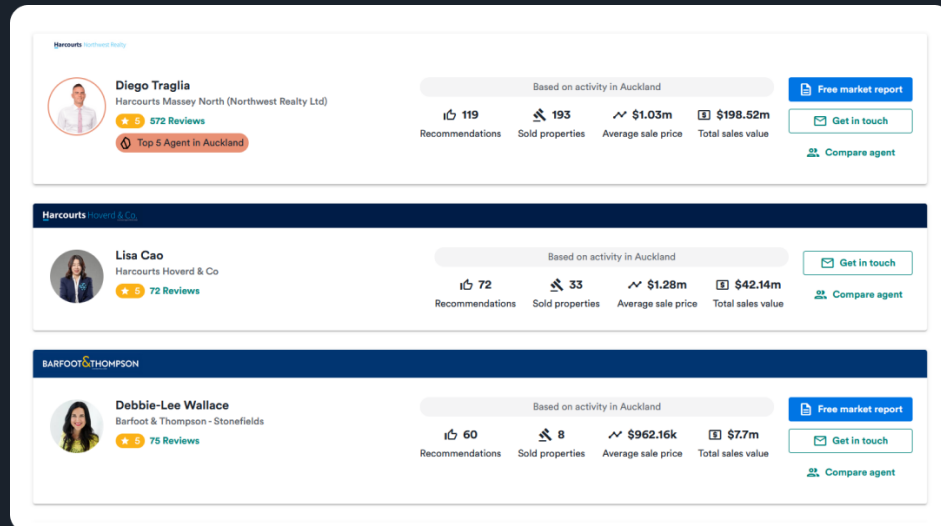 Harcourts Northwest Realty
Diego Traglia
Harcourts Massey North (Northwest Realty Ltd)
5 572 Reviews
Top 5 Agent in Auckland
Based on activity in Auckland
119 193 $1.03m $198.52m
Recommendations Sold properties Average sale price Total sales value
Free market report
Get in touch
Compare agent
Harcourts Hoverd & Co.
Lisa Cao
Harcourts Hoverd & Co
5 72 Reviews
Based on activity in Auckland
72 33 $1.28m $42.14m
Recommendations Sold properties Average sale price Total sales value
Get in touch
Compare agent
BARFOOT&THOMPSON
Debbie-Lee Wallace
Barfoot & Thompson - Stonefields
5 75 Reviews
Based on activity in Auckland
60 8 $962.16k $7.7m
Recommendations Sold properties Average sale price Total sales value
Free market report
Get in touch
Compare agent